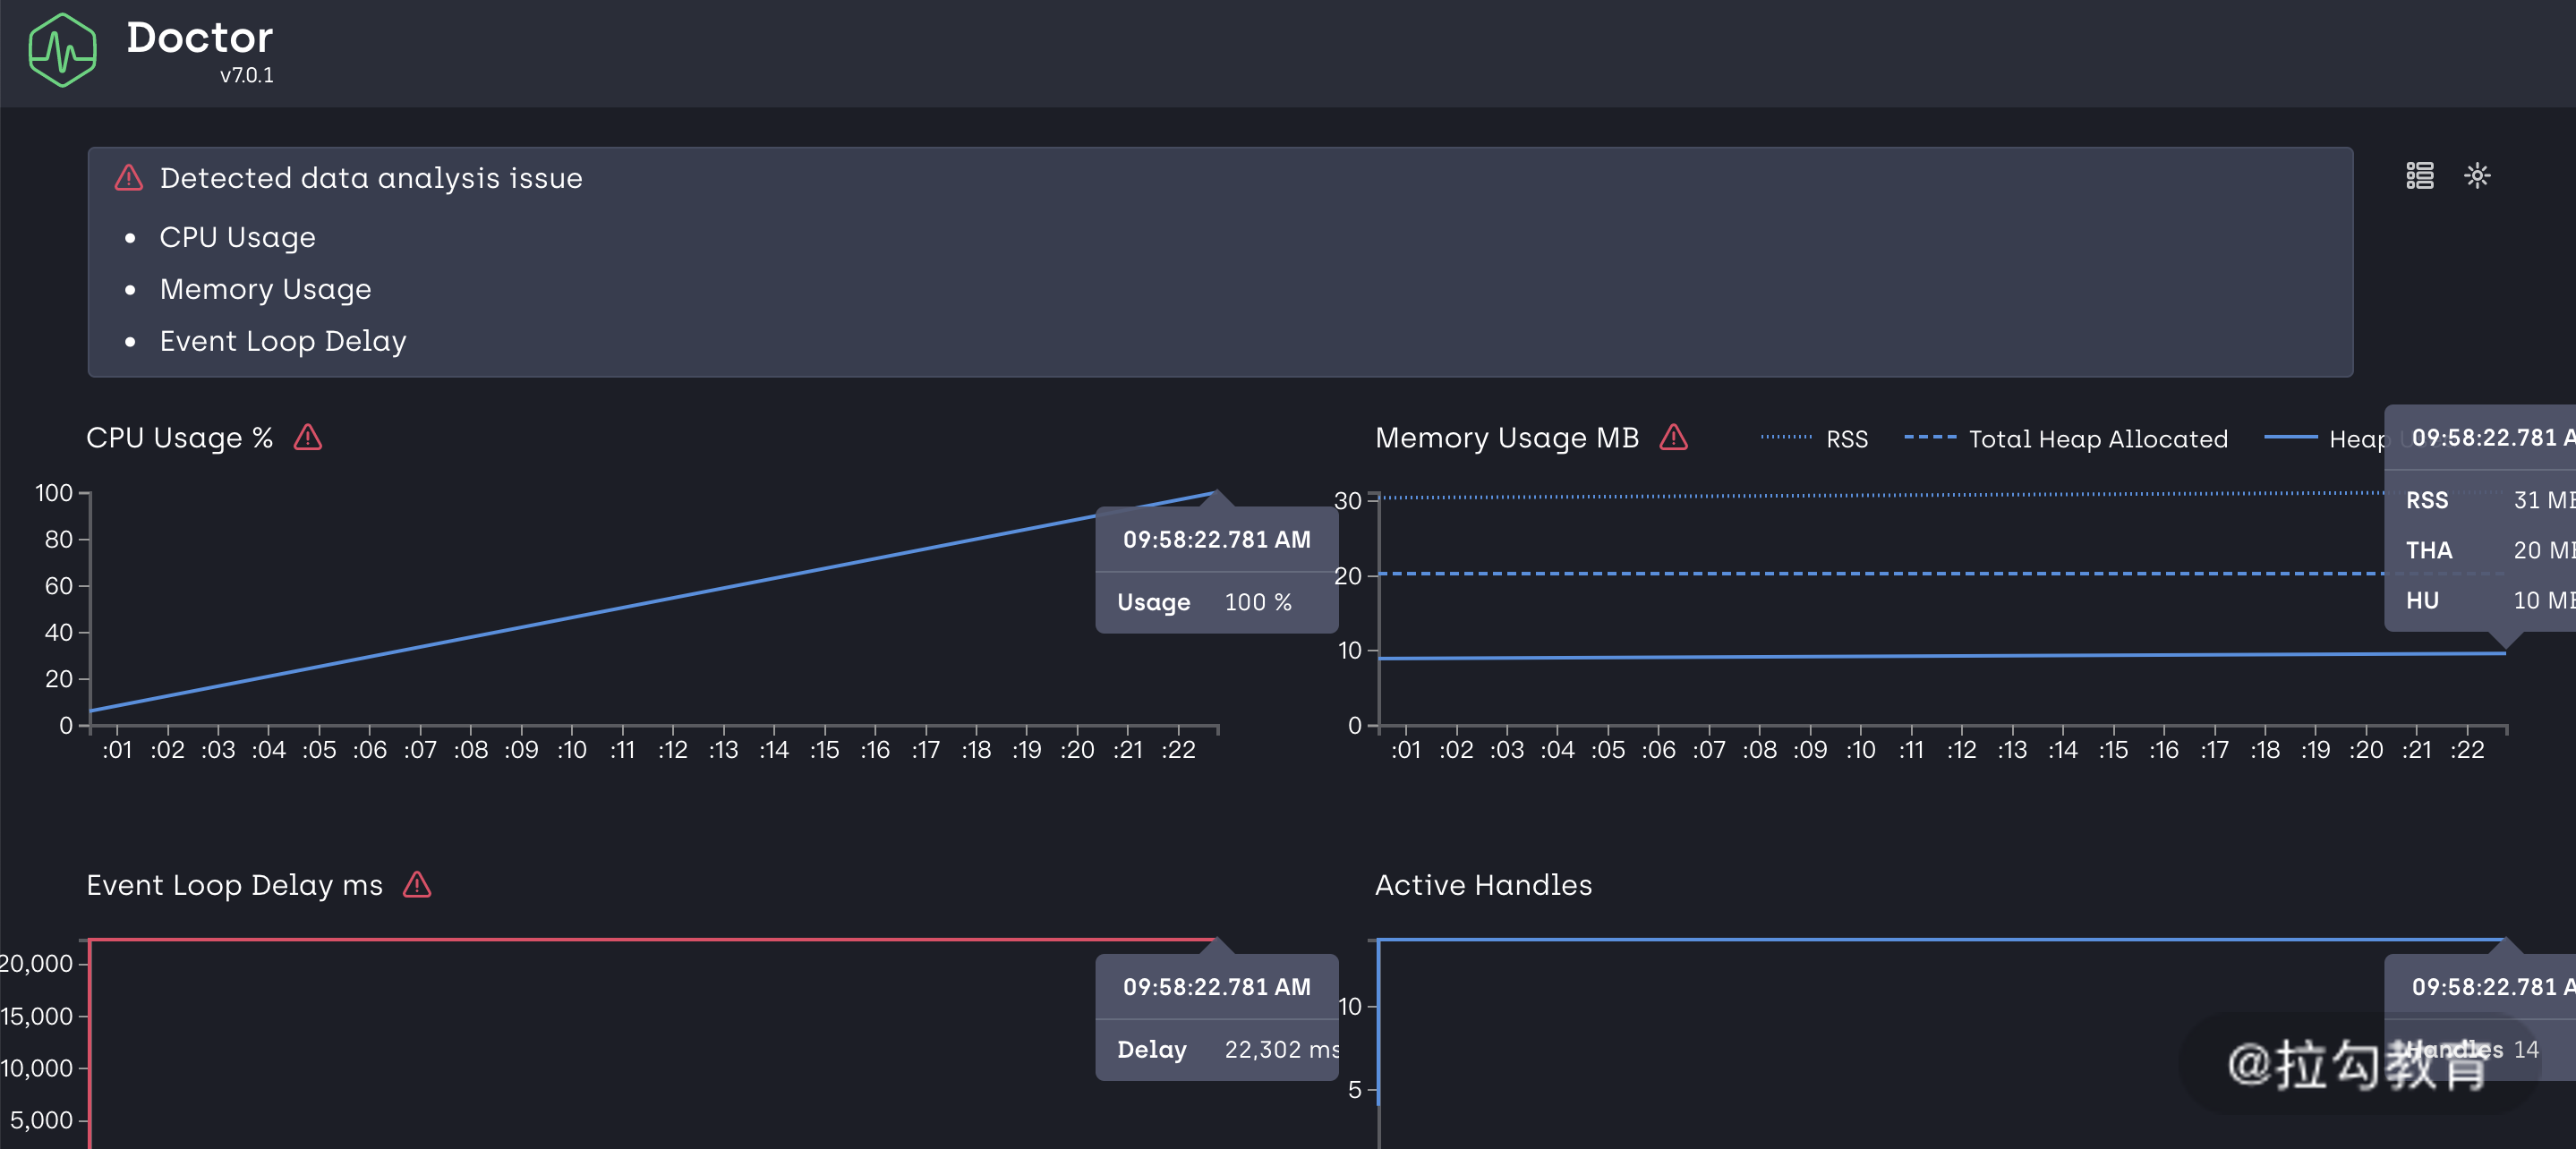 Doctor
v7.0.1
Detected data analysis issue
• CPU Usage
• Memory Usage
• Event Loop Delay
CPU Usage %
100
80
60
40
20
0
:01 :02 :03 :04 :05 :06 :07 :08 :09 :10 :11 :12 :13 :14 :15 :16 :17 :18 :19 :20 :21 :22
09:58:22.781 AM
Usage 100 %
Memory Usage MB
RSS Total Heap Allocated Heap
30
20
10
0
:01 :02 :03 :04 :05 :06 :07 :08 :09 :10 :11 :12 :13 :14 :15 :16 :17 :18 :19 :20 :21 :22
09:58:22.781 A
RSS 31 MB
THA 20 MB
HU 10 MB
Event Loop Delay ms
20,000
15,000
10,000
5,000
09:58:22.781 AM
Delay 22,302 ms
Active Handles
10
5
09:58:22.781 A
Handles 14
@拉勾教育